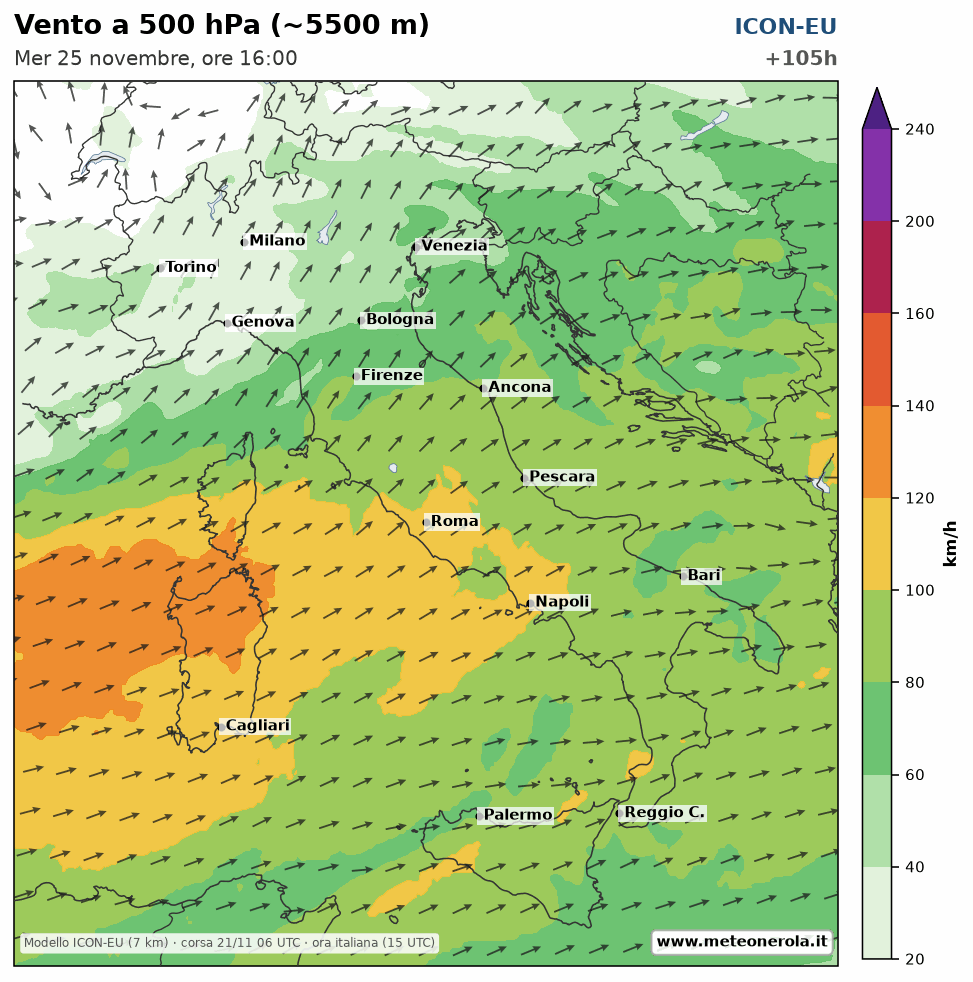 Vento a 500 hPa (~5500 m)
ICON-EU
Mer 25 novembre, ore 16:00
+105h
Milano
Venezia
Torino
Genova
Bologna
Firenze
Ancona
Pescara
Roma
Bari
Napoli
Cagliari
Palermo
Reggio C.
240
200
160
140
120
100
80
60
40
20
km/h
Modello ICON-EU (7 km) · corsa 21/11 06 UTC · ora italiana (15 UTC)
www.meteonerola.it